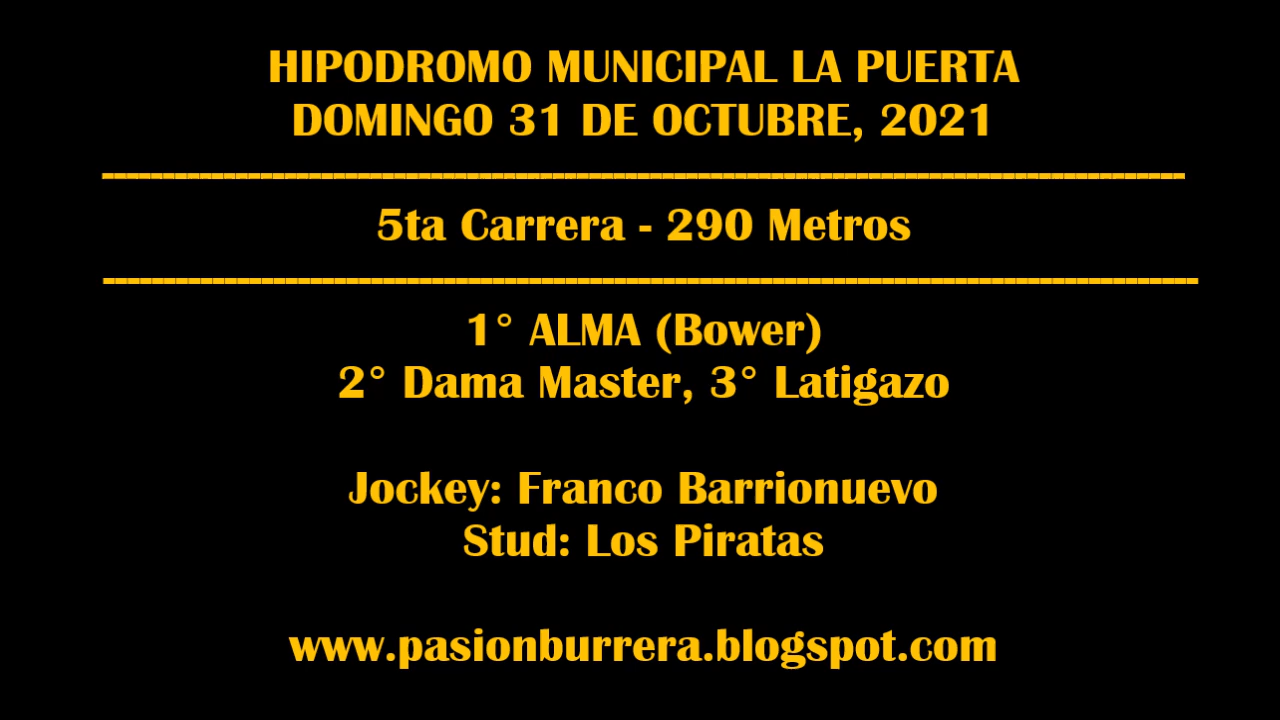 HIPODROMO MUNICIPAL LA PUERTA
DOMINGO 31 DE OCTUBRE, 2021
5ta Carrera - 290 Metros
1° ALMA (Bower)
2° Dama Master, 3° Latigazo
Jockey: Franco Barrionuevo
Stud: Los Piratas
www.pasionburrera.blogspot.com